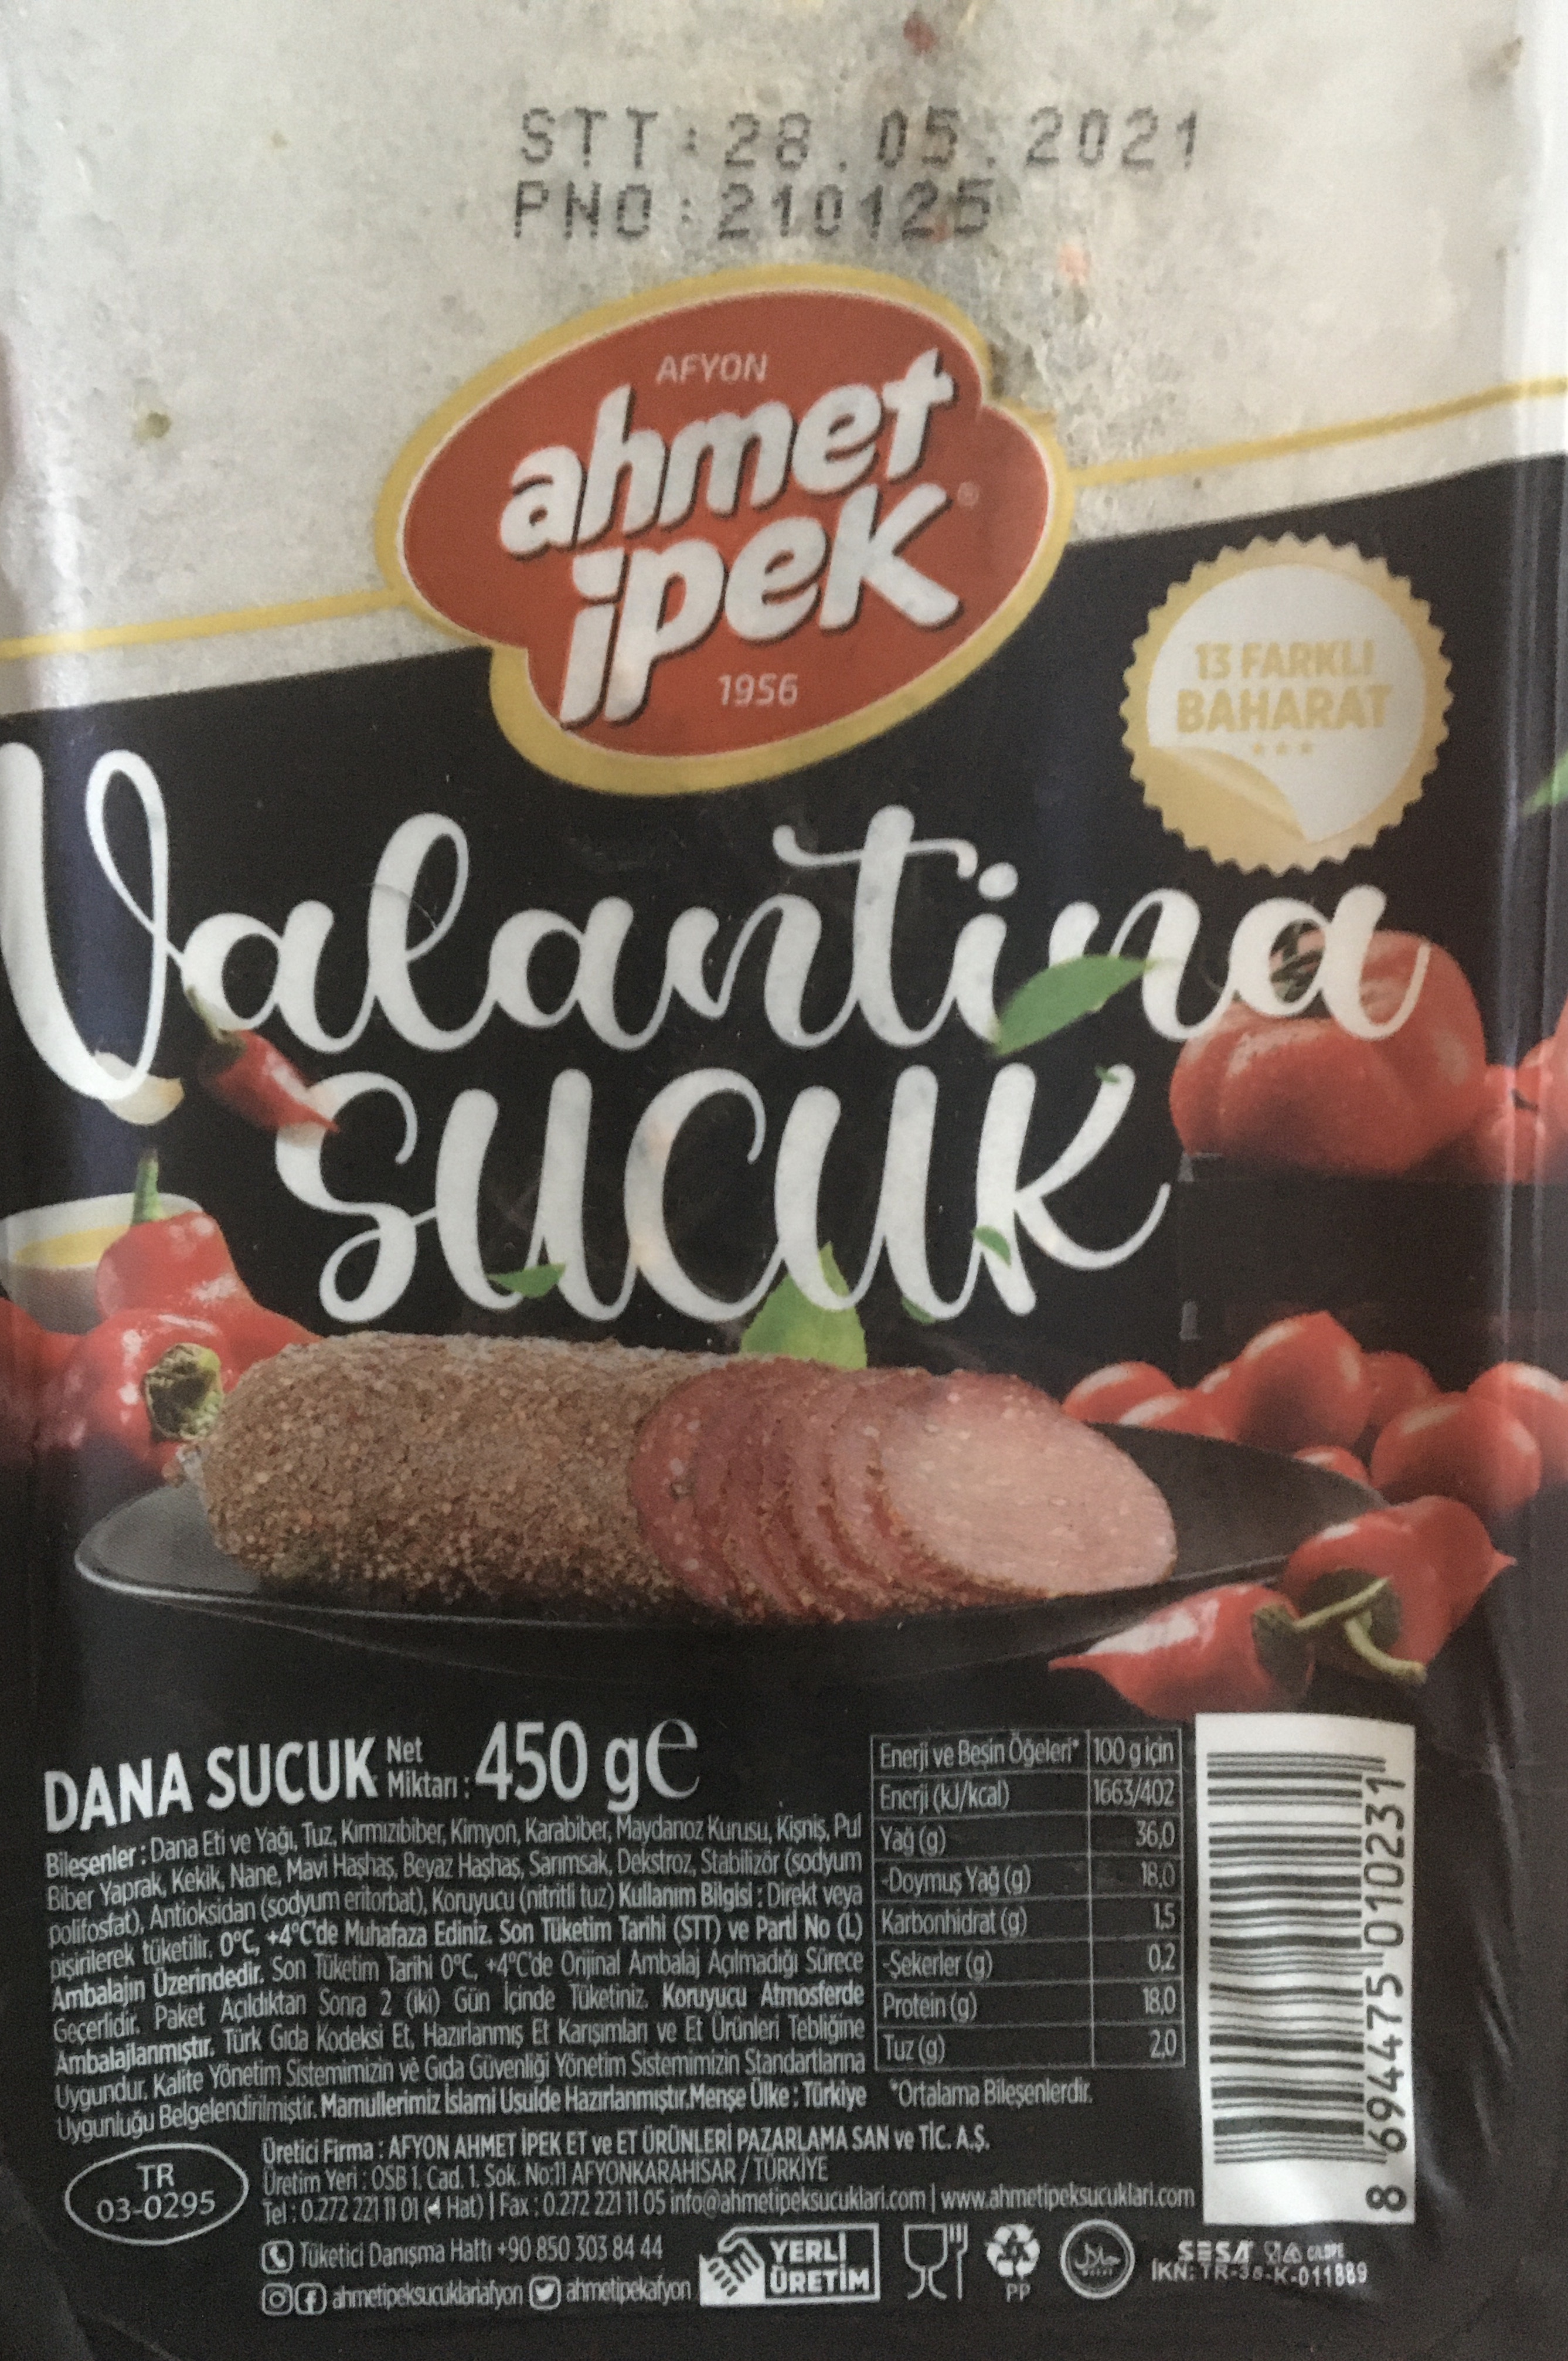 STT:28.05.2021
PNO:210125
AFYON
ahmet
ipek®
1956
13 FARKLI
BAHARAT
Valantina
SUCUK
DANA SUCUK Net Miktarı: 450 g e
Bileşenler : Dana Eti ve Yağı, Tuz, Kırmızıbiber, Kimyon, Karabiber, Maydanoz Kurusu, Kişniş, Pul
Biber Yaprak, Kekik, Nane, Mavi Haşhaş, Beyaz Haşhaş, Sarımsak, Dekstroz, Stabilizör (sodyum
polifosfat), Antioksidan (sodyum eritorbat), Koruyucu (nitritli tuz) Kullanım Bilgisi : Direkt veya
pişirilerek tüketilir. 0°C, +4°C'de Muhafaza Ediniz. Son Tüketim Tarihi (STT) ve Parti No (L)
Ambalajın Üzerindedir. Son Tüketim Tarihi 0°C, +4°C'de Orijinal Ambalaj Açılmadığı Sürece
Geçerlidir. Paket Açıldıktan Sonra 2 (iki) Gün İçinde Tüketiniz. Koruyucu Atmosferde
Ambalajlanmıştır. Türk Gıda Kodeksi Et, Hazırlanmış Et Karışımları ve Et Ürünleri Tebliğine
Uygundur. Kalite Yönetim Sistemimizin ve Gıda Güvenliği Yönetim Sistemimizin Standartlarına
Uygunluğu Belgelendirilmiştir. Mamullerimiz İslami Usulde Hazırlanmıştır. Menşe Ülke : Türkiye
Enerji ve Besin Öğeleri* 100 g için
Enerji (kJ/kcal) 1663/402
Yağ (g) 36,0
-Doymuş Yağ (g) 18,0
Karbonhidrat (g) 1,5
-Şekerler (g) 0,2
Protein (g) 18,0
Tuz (g) 2,0
*Ortalama Bileşenlerdir.
8 694475 010231
TR
03-0295
Üretici Firma : AFYON AHMET İPEK ET ve ET ÜRÜNLERİ PAZARLAMA SAN ve TİC. A.Ş.
Üretim Yeri : OSB 1. Cad. 1. Sok. No:11 AFYONKARAHİSAR / TÜRKİYE
Tel : 0.272 221 11 01 (4 Hat) | Fax : 0.272 221 11 05 info@ahmetipeksucuklari.com | www.ahmetipeksucuklari.com
Tüketici Danışma Hattı +90 850 303 84 44
ahmetipeksucuklariafyon ahmetipekafyon
YERLİ
ÜRETİM
PP
SESA
İKN: TR-38-K-011889